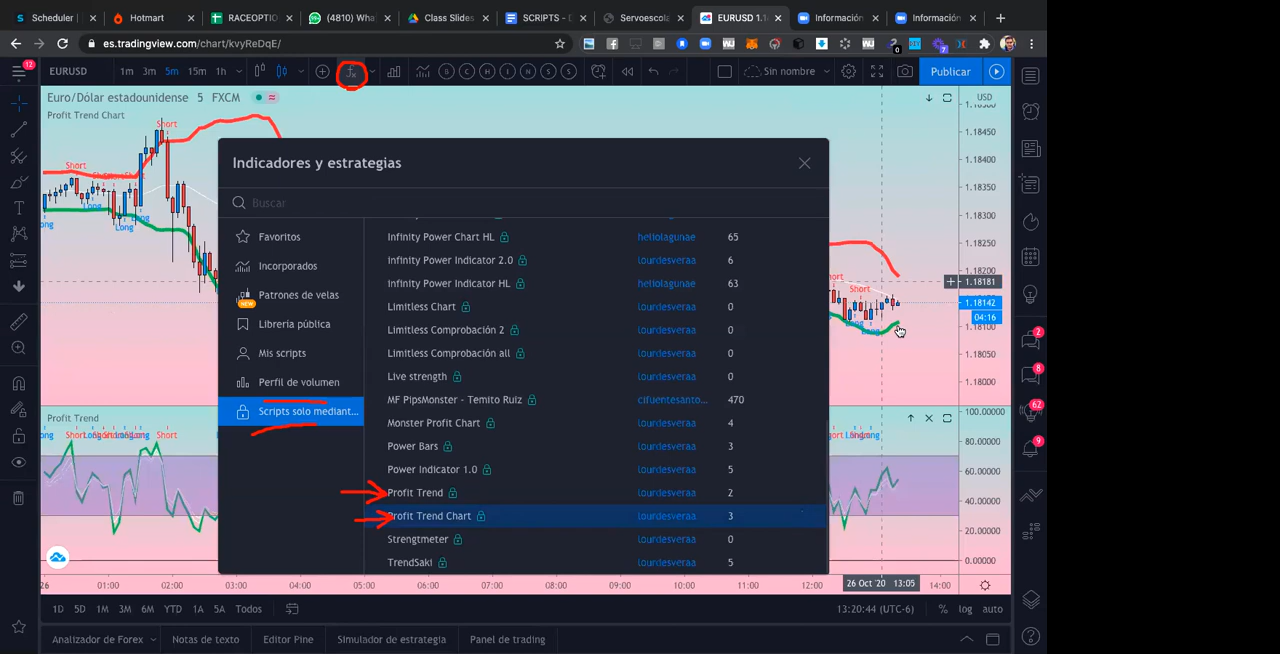 Scheduler
Hotmart
RACEOPTIO
(4810) Wha
Class Slides
SCRIPTS - D
Servoescola
EURUSD 1.1
Información
Información
es.tradingview.com/chart/kvyReDqE/
12
EURUSD 1m 3m 5m 15m 1h
Sin nombre
Publicar
Euro/Dólar estadounidense 5 FXCM
Profit Trend Chart
USD
1.18500
1.18450
1.18400
1.18350
1.18300
1.18250
1.18200
1.18181
1.18142
04:16
1.18100
1.18050
1.18000
Short
Short
Long
Long
Short
Long
Indicadores y estrategias
Buscar
Favoritos
Incorporados
Patrones de velas
NEW
Libreria pública
Mis scripts
Perfil de volumen
Scripts solo mediant...
Infinity Power Chart HL heliolagunae 65
Infinity Power Indicator 2.0 lourdesveraa 6
Infinity Power Indicator HL heliolagunae 63
Limitless Chart lourdesveraa 0
Limitless Comprobación 2 lourdesveraa 0
Limitless Comprobación all lourdesveraa 0
Live strength lourdesveraa 0
MF PipsMonster - Temito Ruiz cifuentesanto... 470
Monster Profit Chart lourdesveraa 4
Power Bars lourdesveraa 3
Power Indicator 1.0 lourdesveraa 5
Profit Trend lourdesveraa 2
Profit Trend Chart lourdesveraa 3
Strengtmeter lourdesveraa 0
TrendSaki lourdesveraa 5
Profit Trend
100.00000
80.00000
60.00000
40.00000
20.00000
0.00000
26 01:00 02:00 03:00 04:00 05:00 06:00 07:00 08:00 09:00 10:00 11:00 12:00 26 Oct '20 13:05 14:00
1D 5D 1M 3M 6M YTD 1A 5A Todos
13:20:44 (UTC-6) % log auto
Analizador de Forex Notas de texto Editor Pine Simulador de estrategia Panel de trading
2
8
62
9